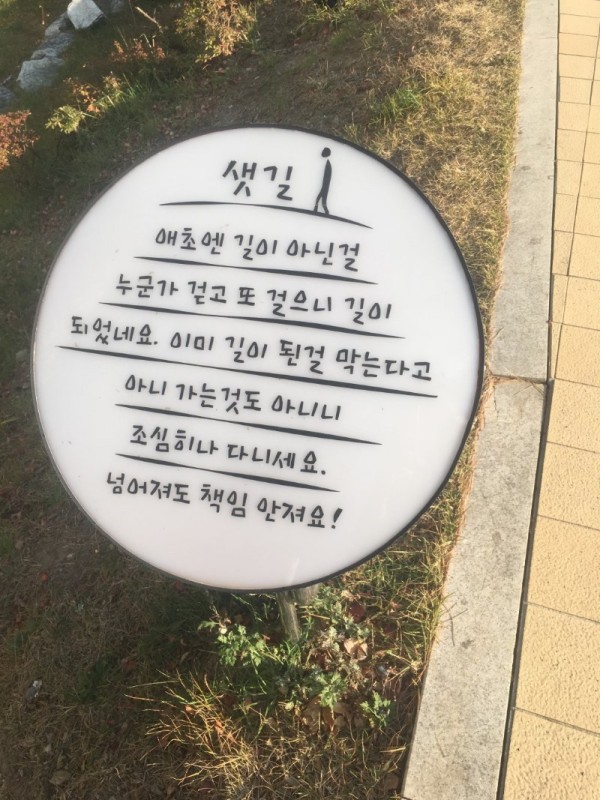 샛길
애초엔 길이 아닌걸
누군가 걷고 또 걸으니 길이
되었네요. 이미 길이 된걸 막는다고
아니 가는것도 아니니
조심히나 다니세요.
넘어져도 책임 안져요!